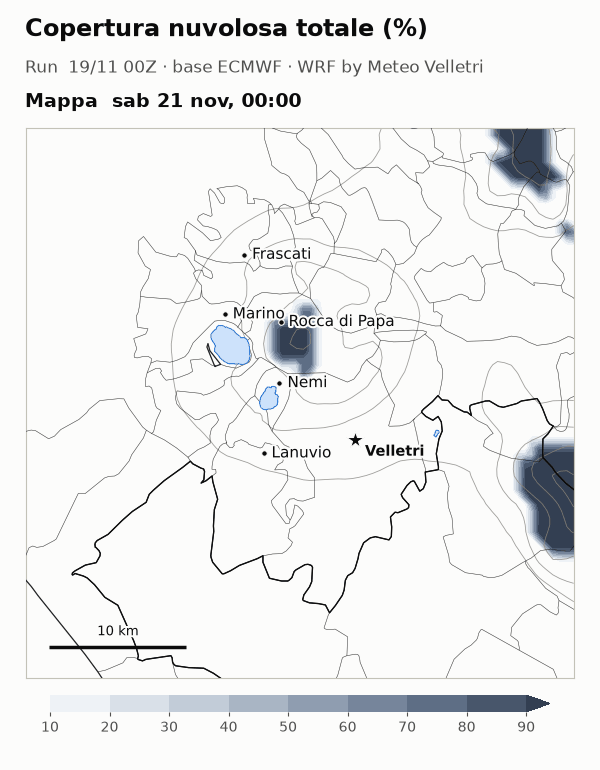 Copertura nuvolosa totale (%)
Run  19/11 00Z · base ECMWF · WRF by Meteo Velletri
Mappa  sab 21 nov, 00:00
Frascati
Marino
Rocca di Papa
Nemi
Velletri
Lanuvio
10 km
10 20 30 40 50 60 70 80 90